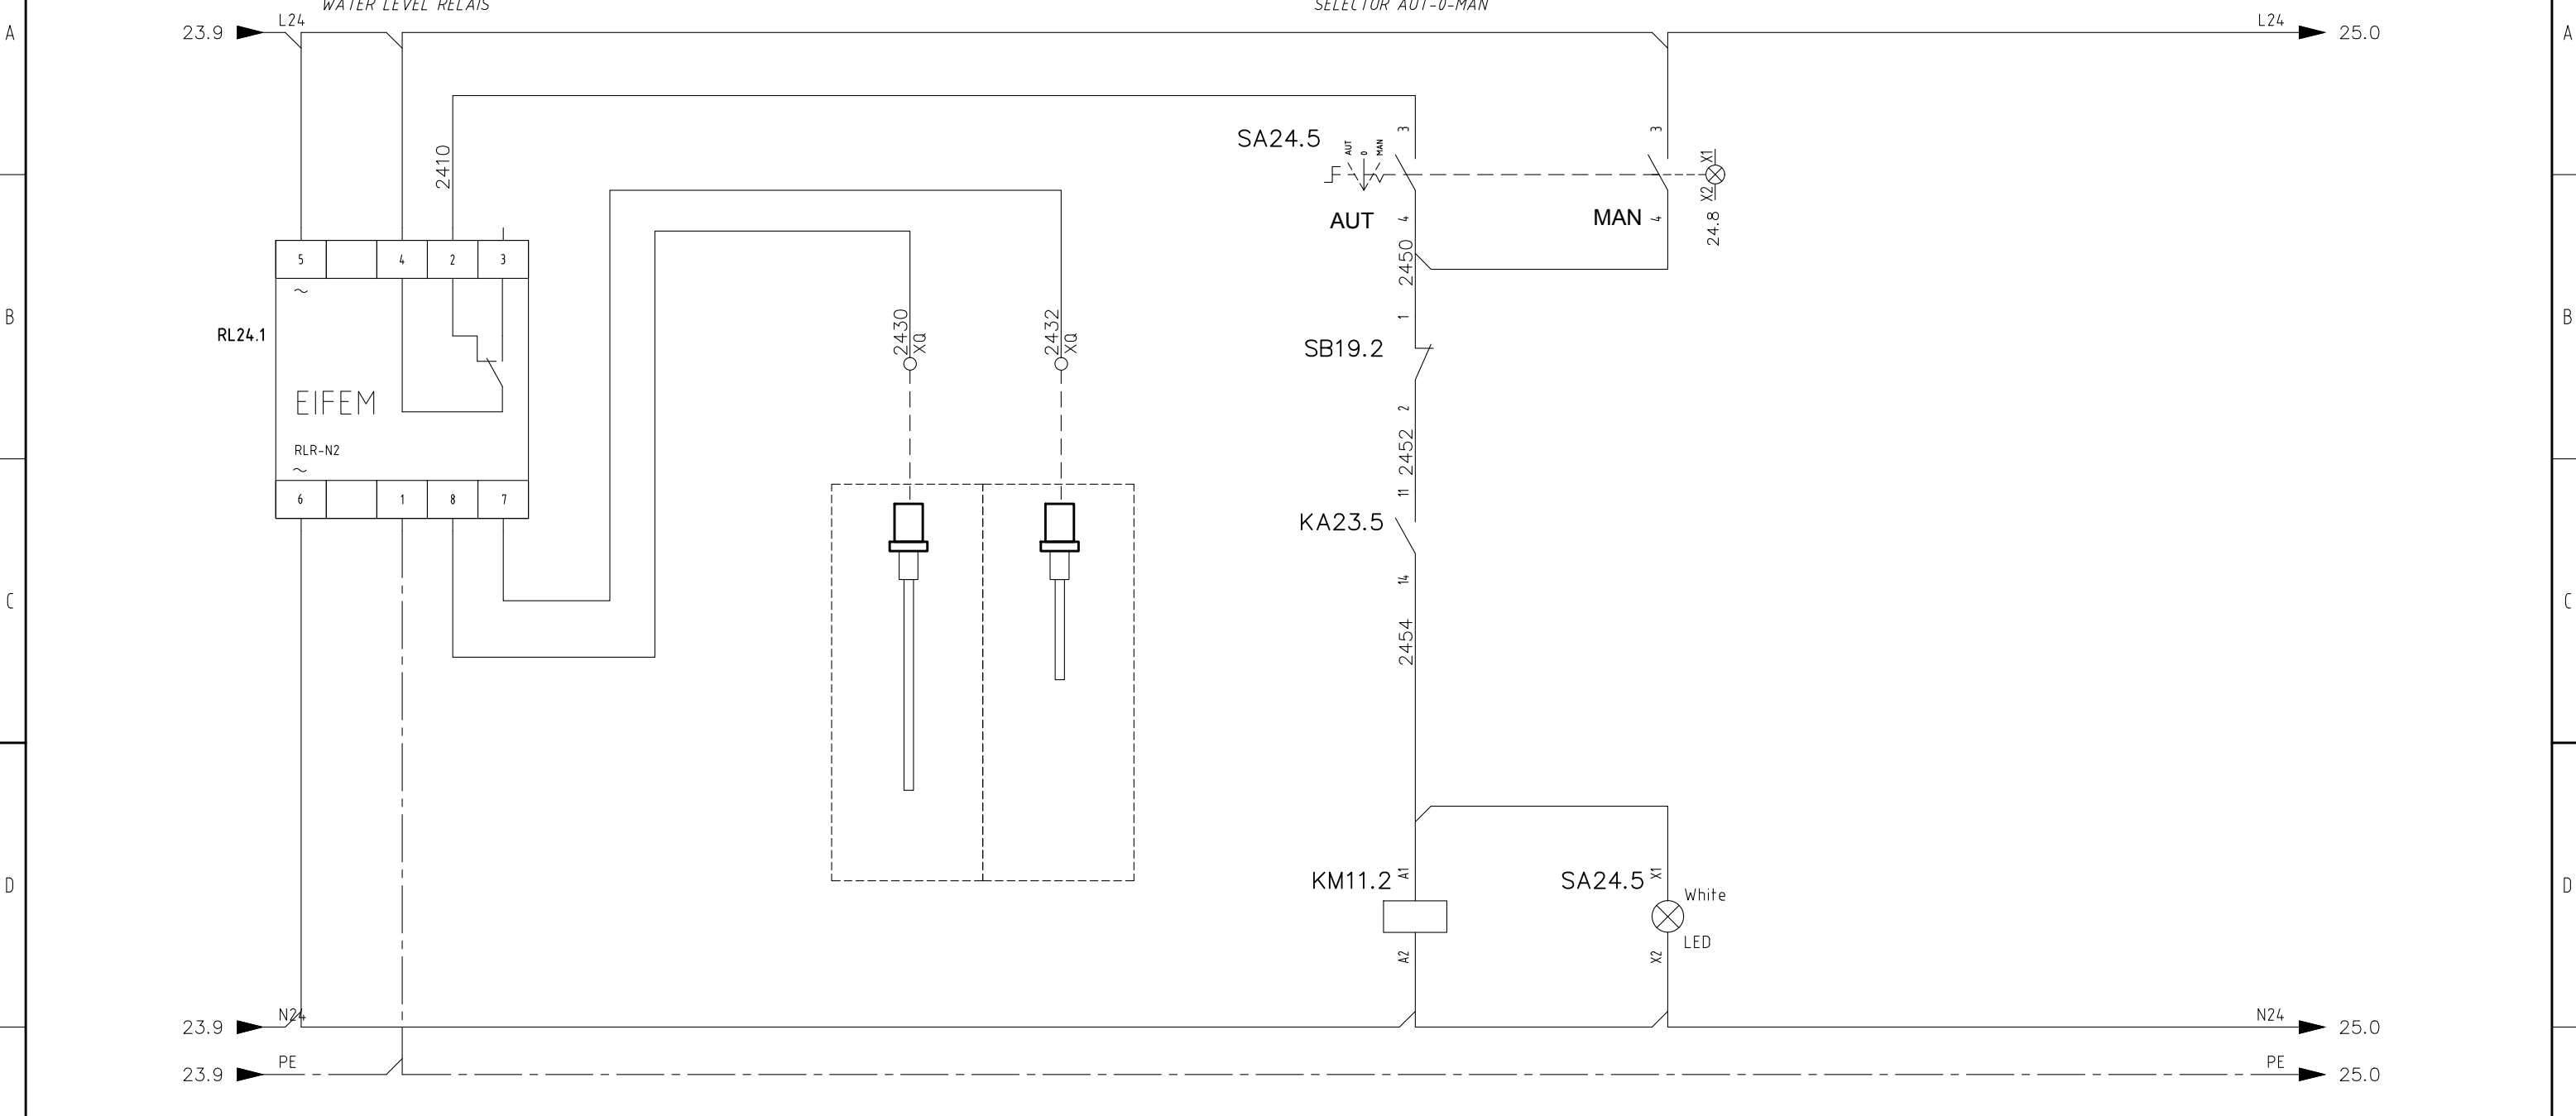 WATER LEVEL RELAIS
SELECTOR AUT-0-MAN
A
23.9
L24
L24
25.0
A
2410
SA24.5
AUT
0
MAN
3
3
X1
X2
24.8
AUT
4
MAN
4
5
4
2
3
2450
B
RL24.1
2430
XQ
2432
XQ
1
SB19.2
2
B
EIFEM
RLR-N2
2452
6
1
8
7
11
KA23.5
14
C
2454
C
D
KM11.2
A1
SA24.5
X1
White
D
LED
A2
X2
23.9
N24
N24
25.0
23.9
PE
PE
25.0